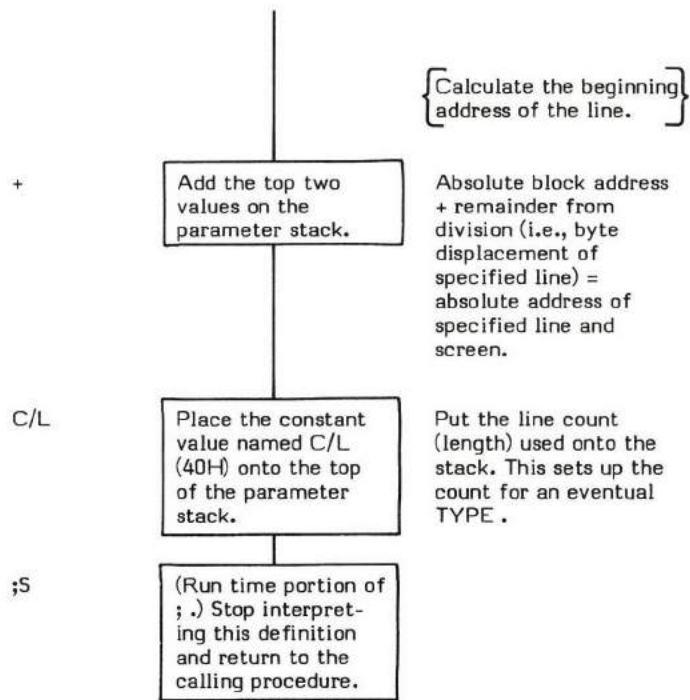 Calculate the beginning
address of the line.
+
Add the top two
values on the
parameter stack.
Absolute block address
+ remainder from
division (i.e., byte
displacement of
specified line) =
absolute address of
specified line and
screen.
C/L
Place the constant
value named C/L
(40H) onto the top
of the parameter
stack.
Put the line count
(length) used onto the
stack. This sets up the
count for an eventual
TYPE .
;S
(Run time portion of
; .) Stop interpret-
ing this definition
and return to the
calling procedure.